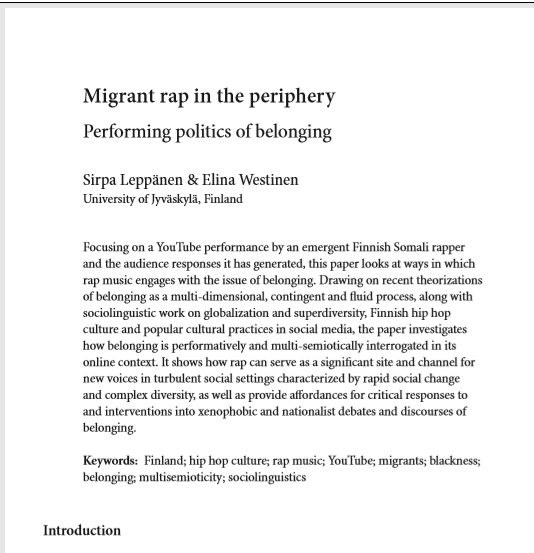 Migrant rap in the periphery
Performing politics of belonging
Sirpa Leppänen & Elina Westinen
University of Jyväskylä, Finland
Focusing on a YouTube performance by an emergent Finnish Somali rapper
and the audience responses it has generated, this paper looks at ways in which
rap music engages with the issue of belonging. Drawing on recent theorizations
of belonging as a multi-dimensional, contingent and fluid process, along with
sociolinguistic work on globalization and superdiversity, Finnish hip hop
culture and popular cultural practices in social media, the paper investigates
how belonging is performatively and multi-semiotically interrogated in its
online context. It shows how rap can serve as a significant site and channel for
new voices in turbulent social settings characterized by rapid social change
and complex diversity, as well as provide affordances for critical responses to
and interventions into xenophobic and nationalist debates and discourses of
belonging.
Keywords: Finland; hip hop culture; rap music; YouTube; migrants; blackness;
belonging; multisemioticity; sociolinguistics
Introduction